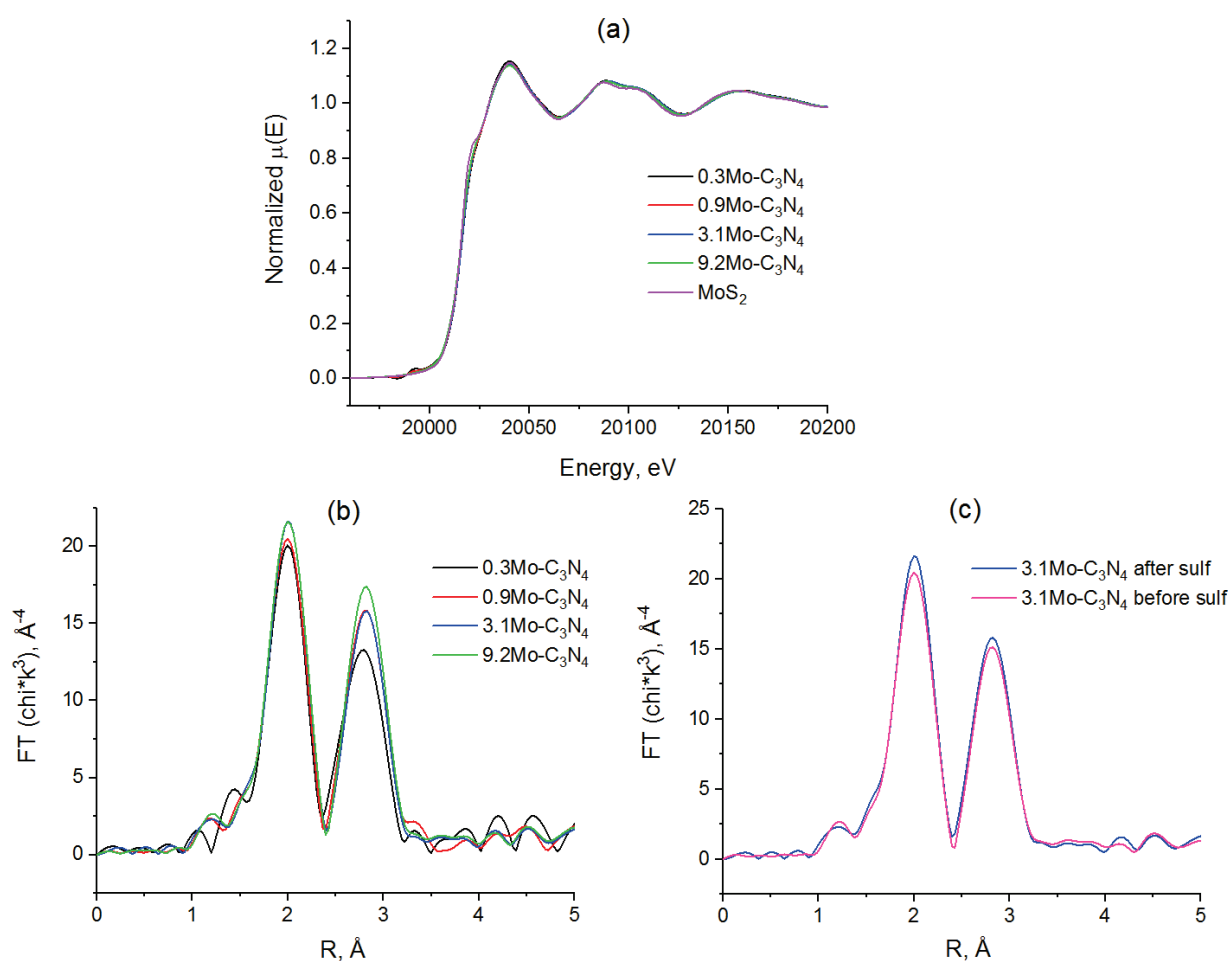 (a)
Normalized μ(E)
1.2
1.0
0.8
0.6
0.4
0.2
0.0
0.3Mo-C₃N₄
0.9Mo-C₃N₄
3.1Mo-C₃N₄
9.2Mo-C₃N₄
MoS₂
20000
20050
20100
20150
20200
Energy, eV
(b)
FT (chi*k³), Å⁻⁴
20
15
10
5
0
0.3Mo-C₃N₄
0.9Mo-C₃N₄
3.1Mo-C₃N₄
9.2Mo-C₃N₄
0
1
2
3
4
5
R, Å
(c)
FT (chi*k³), Å⁻⁴
25
20
15
10
5
0
3.1Mo-C₃N₄ after sulf
3.1Mo-C₃N₄ before sulf
0
1
2
3
4
5
R, Å